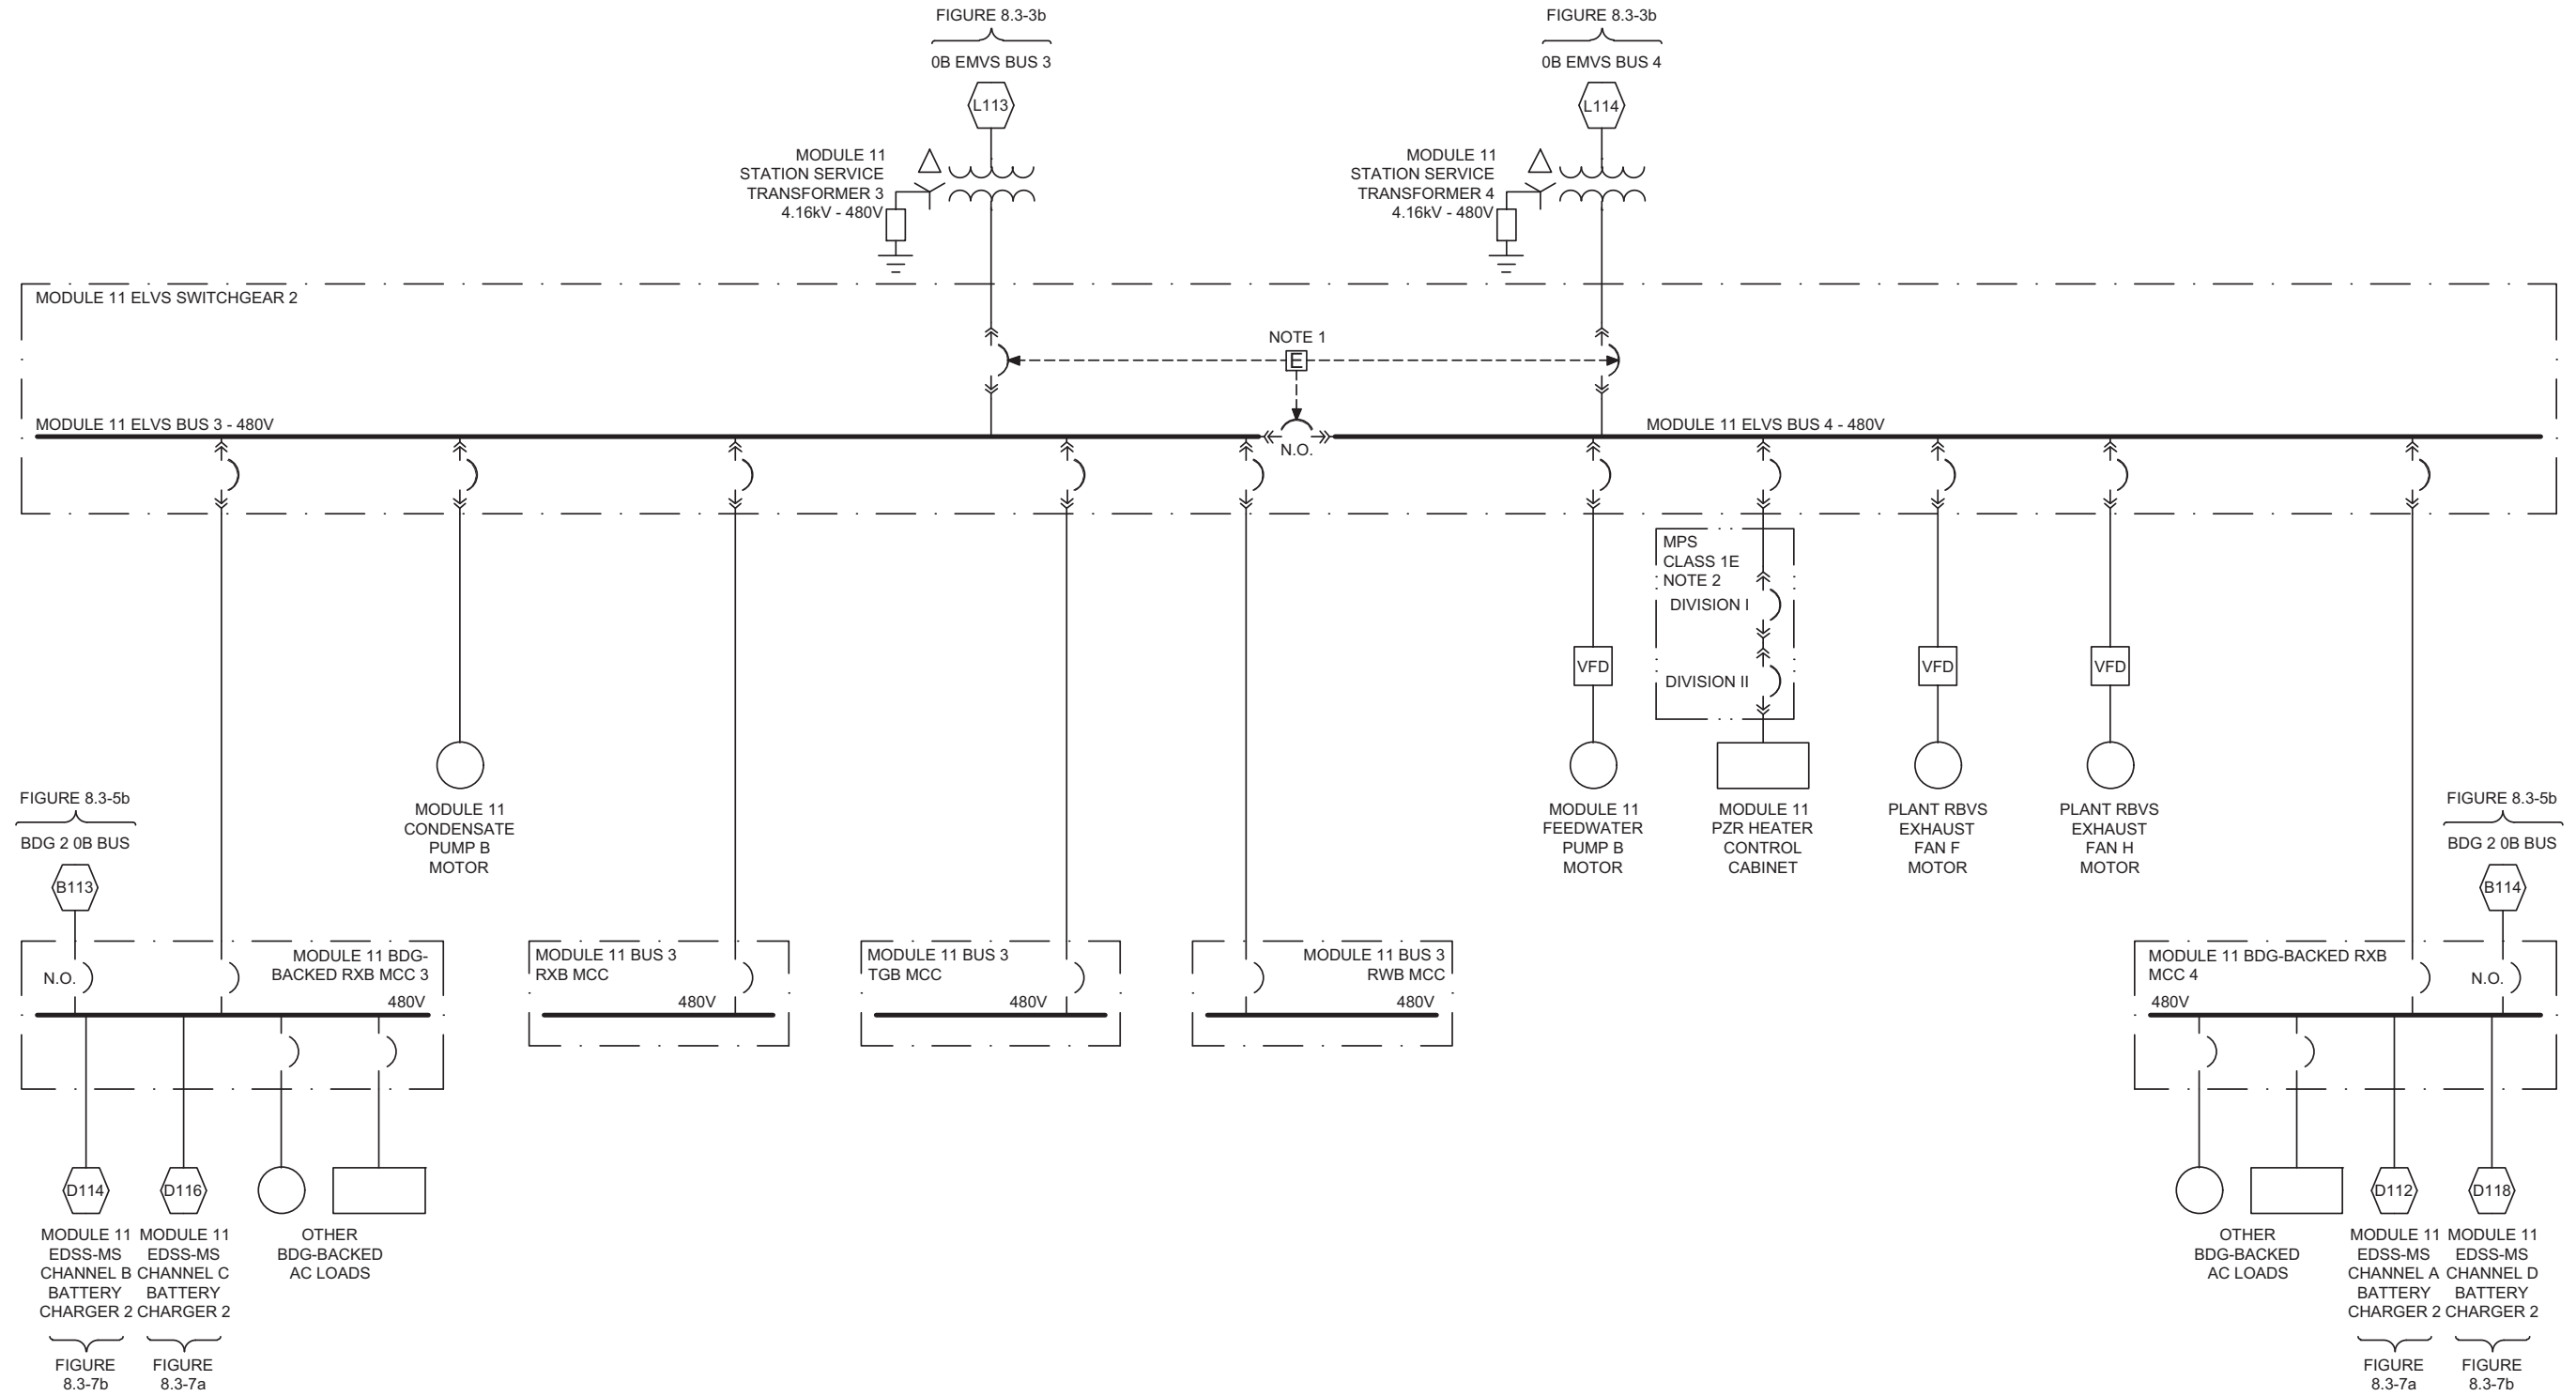 FIGURE 8.3-3b
0B EMVS BUS 3
L113
MODULE 11
STATION SERVICE
TRANSFORMER 3
4.16kV - 480V
FIGURE 8.3-3b
0B EMVS BUS 4
L114
MODULE 11
STATION SERVICE
TRANSFORMER 4
4.16kV - 480V
MODULE 11 ELVS SWITCHGEAR 2
NOTE 1
E
MODULE 11 ELVS BUS 3 - 480V
N.O.
MODULE 11 ELVS BUS 4 - 480V
MPS
CLASS 1E
NOTE 2
DIVISION I
DIVISION II
VFD
VFD
VFD
MODULE 11
CONDENSATE
PUMP B
MOTOR
MODULE 11
FEEDWATER
PUMP B
MOTOR
MODULE 11
PZR HEATER
CONTROL
CABINET
PLANT RBVS
EXHAUST
FAN F
MOTOR
PLANT RBVS
EXHAUST
FAN H
MOTOR
FIGURE 8.3-5b
BDG 2 0B BUS
B113
N.O.
MODULE 11 BDG-
BACKED RXB MCC 3
480V
MODULE 11 BUS 3
RXB MCC
480V
MODULE 11 BUS 3
TGB MCC
480V
MODULE 11 BUS 3
RWB MCC
480V
FIGURE 8.3-5b
BDG 2 0B BUS
B114
MODULE 11 BDG-BACKED RXB
MCC 4
N.O.
480V
D114
MODULE 11
EDSS-MS
CHANNEL B
BATTERY
CHARGER 2
FIGURE
8.3-7b
D116
MODULE 11
EDSS-MS
CHANNEL C
BATTERY
CHARGER 2
FIGURE
8.3-7a
OTHER
BDG-BACKED
AC LOADS
OTHER
BDG-BACKED
AC LOADS
D112
MODULE 11
EDSS-MS
CHANNEL A
BATTERY
CHARGER 2
FIGURE
8.3-7a
D118
MODULE 11
EDSS-MS
CHANNEL D
BATTERY
CHARGER 2
FIGURE
8.3-7b